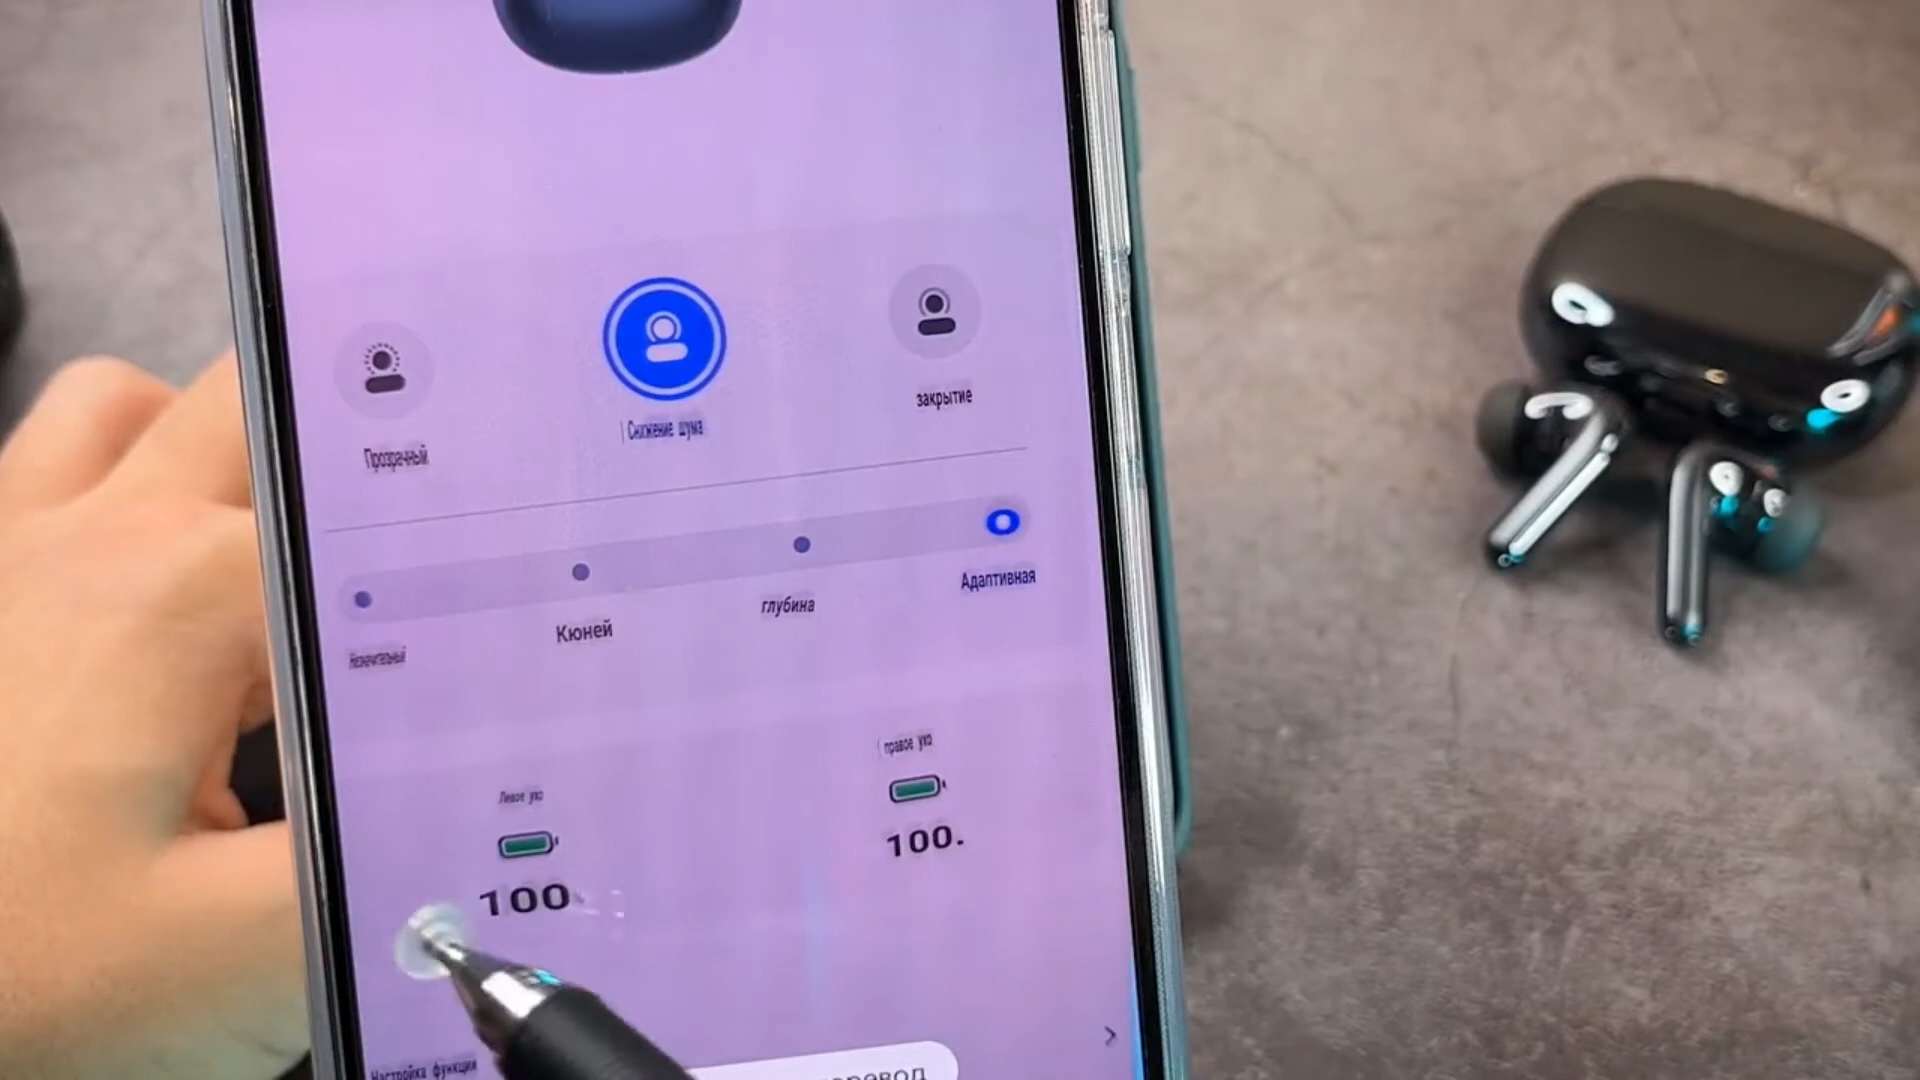 Прозрачный
Снижение шума
закрытие
Незначительный
Кюней
глубина
Адаптивная
Левое ухо
правое ухо
100
100.
Настройка функции